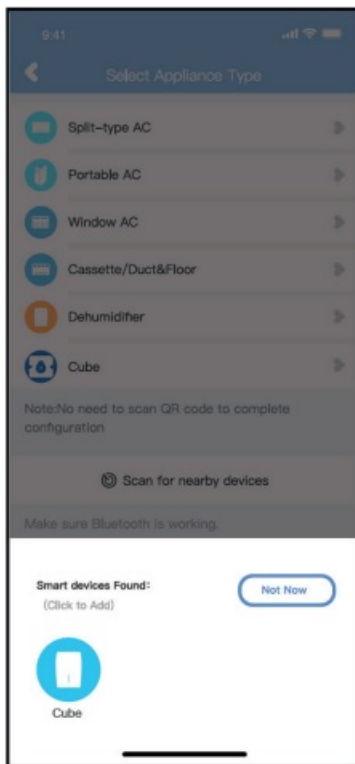 9:41
Select Appliance Type
Split-type AC
Portable AC
Window AC
Cassette/Duct&Floor
Dehumidifier
Cube
Note:No need to scan QR code to complete
configuration
Scan for nearby devices
Make sure Bluetooth is working.
Smart devices Found:
Not Now
(Click to Add)
Cube